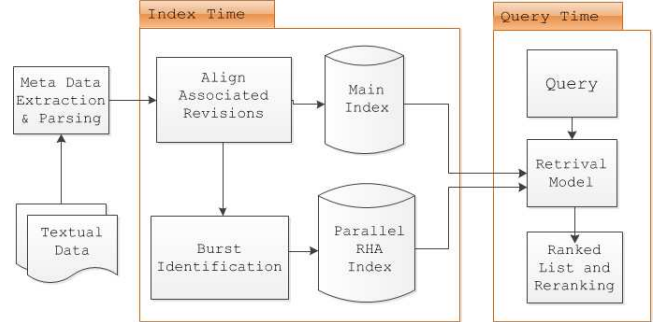 Index Time
Query Time
Meta Data
Extraction
& Parsing
Align
Associated
Revisions
Main
Index
Query
Retrival
Model
Textual
Data
Burst
Identification
Parallel
RHA
Index
Ranked
List and
Reranking